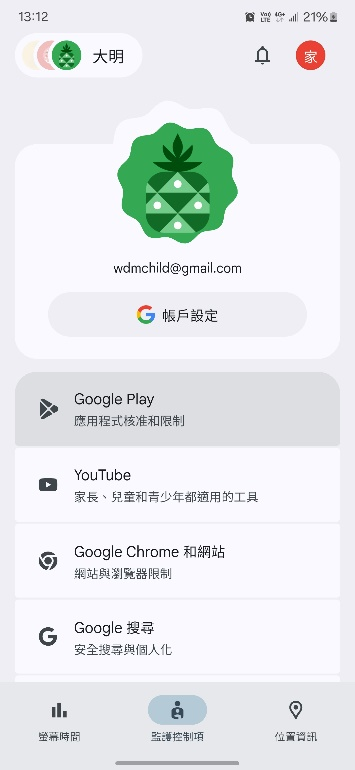 13:12
Vo))
LTE
4G+
21%
大明
家
wdmchild@gmail.com
帳戶設定
Google Play
應用程式核准和限制
YouTube
家長、兒童和青少年都適用的工具
Google Chrome 和網站
網站與瀏覽器限制
Google 搜尋
安全搜尋與個人化
螢幕時間
監護控制項
位置資訊